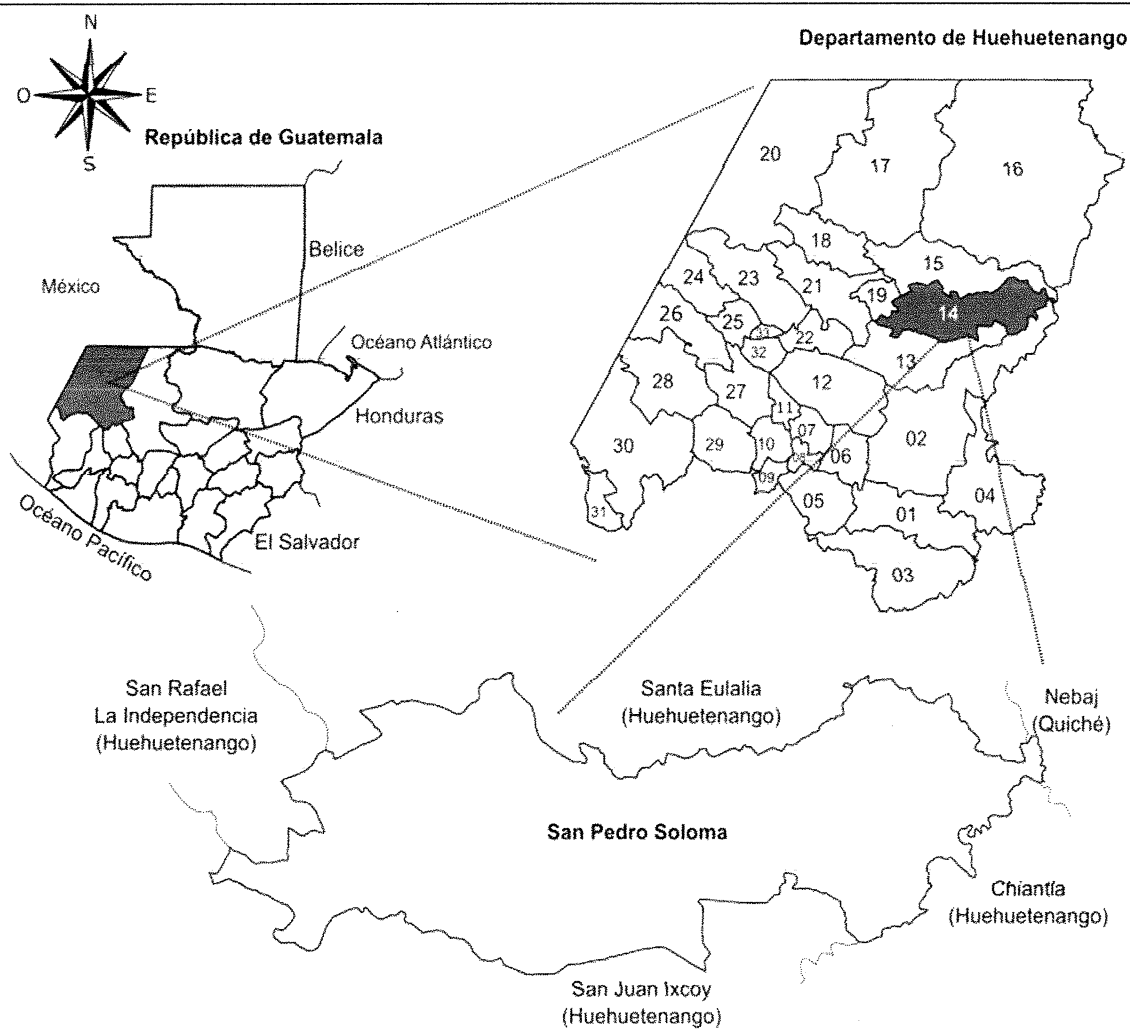 Departamento de Huehuetenango
N
O
E
S
República de Guatemala
México
Belice
Océano Atlántico
Honduras
El Salvador
Océano Pacífico
20
17
16
18
15
24
23
21
19
14
26
25
33
22
32
13
28
27
12
11
30
29
10
07
02
08
06
09
31
05
01
04
03
San Rafael
La Independencia
(Huehuetenango)
Santa Eulalia
(Huehuetenango)
Nebaj
(Quiché)
San Pedro Soloma
Chiantla
(Huehuetenango)
San Juan Ixcoy
(Huehuetenango)